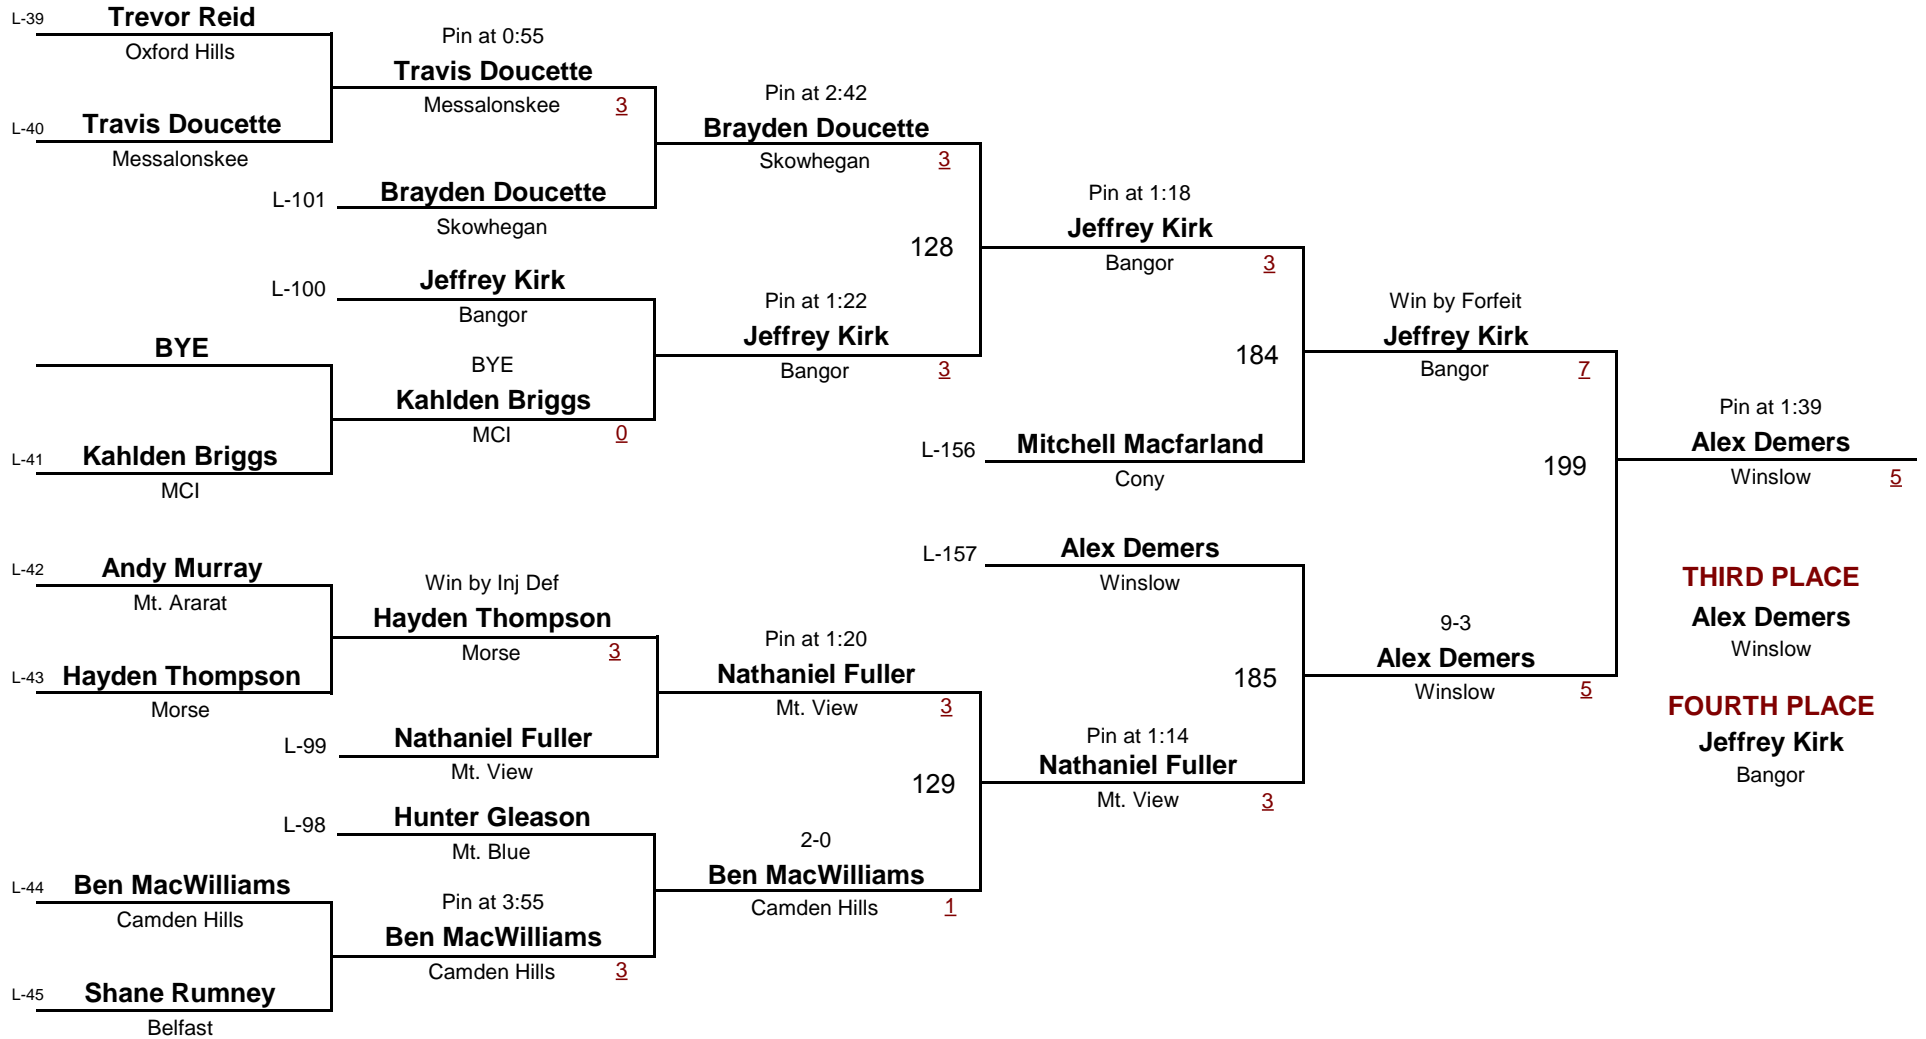 L-39 Trevor Reid
Oxford Hills
L-40 Travis Doucette
Messalonskee
Pin at 0:55
Travis Doucette
Messalonskee 3
L-101 Brayden Doucette
Skowhegan
Pin at 2:42
Brayden Doucette
Skowhegan 3
128
L-100 Jeffrey Kirk
Bangor
BYE
L-41 Kahlden Briggs
MCI
BYE
Kahlden Briggs
MCI 0
Pin at 1:22
Jeffrey Kirk
Bangor 3
Pin at 1:18
Jeffrey Kirk
Bangor 3
184
L-156 Mitchell Macfarland
Cony
Win by Forfeit
Jeffrey Kirk
Bangor 7
199
Pin at 1:39
Alex Demers
Winslow 5
L-42 Andy Murray
Mt. Ararat
L-43 Hayden Thompson
Morse
Win by Inj Def
Hayden Thompson
Morse 3
L-99 Nathaniel Fuller
Mt. View
Pin at 1:20
Nathaniel Fuller
Mt. View 3
129
L-98 Hunter Gleason
Mt. Blue
L-44 Ben MacWilliams
Camden Hills
L-45 Shane Rumney
Belfast
Pin at 3:55
Ben MacWilliams
Camden Hills 3
2-0
Ben MacWilliams
Camden Hills 1
L-157 Alex Demers
Winslow
185
Pin at 1:14
Nathaniel Fuller
Mt. View 3
9-3
Alex Demers
Winslow 5
THIRD PLACE
Alex Demers
Winslow
FOURTH PLACE
Jeffrey Kirk
Bangor